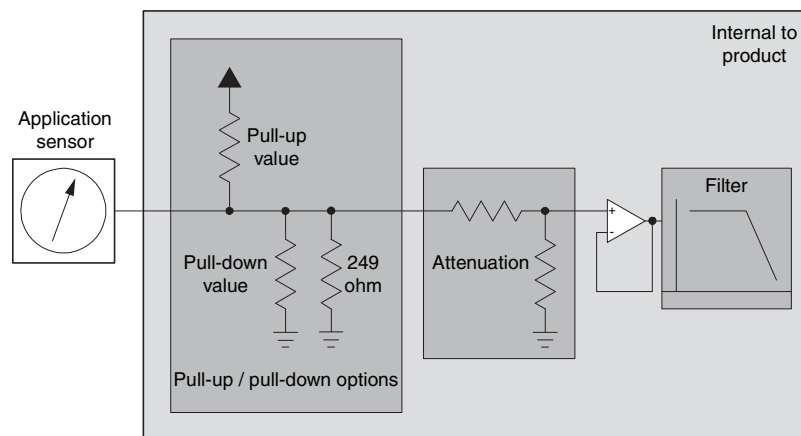 Internal to
product
Application
sensor
Pull-up
value
Pull-down
value
249
ohm
Pull-up / pull-down options
Attenuation
+
-
Filter